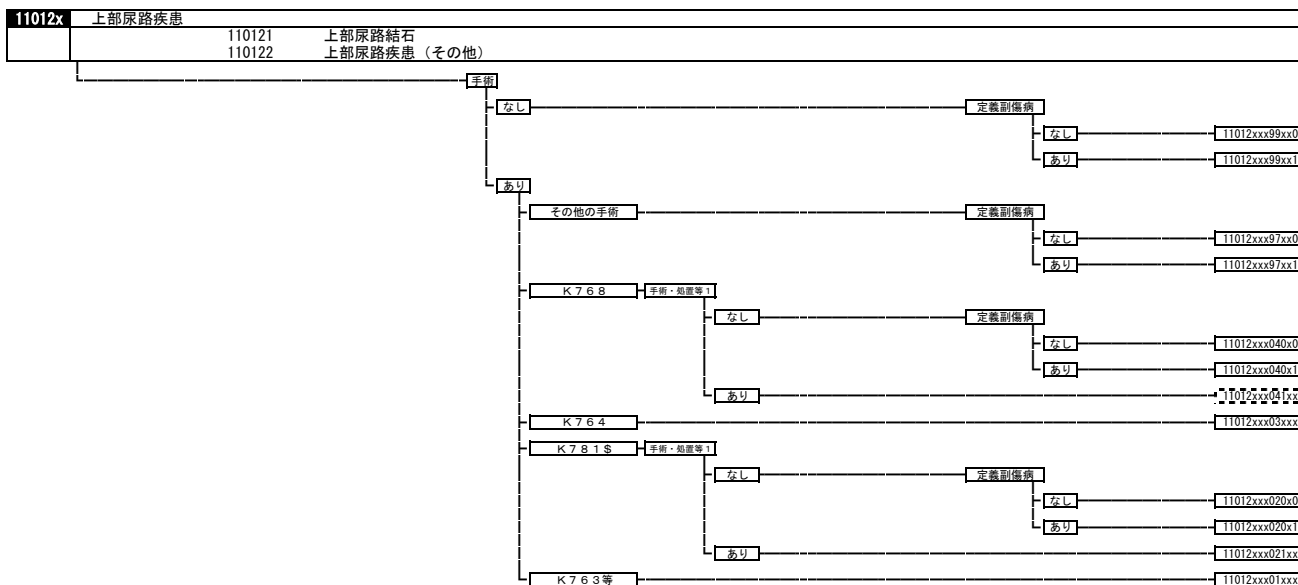 11012x 上部尿路疾患
110121 上部尿路結石
110122 上部尿路疾患（その他）
手術
なし 定義副傷病
なし 11012xxx99xx0
あり 11012xxx99xx1
あり
その他の手術 定義副傷病
なし 11012xxx97xx0
あり 11012xxx97xx1
Ｋ７６８ 手術・処置等１
なし 定義副傷病
なし 11012xxx040x0
あり 11012xxx040x1
あり 11012xxx041xx
Ｋ７６４ 11012xxx03xxx
Ｋ７８１＄ 手術・処置等１
なし 定義副傷病
なし 11012xxx020x0
あり 11012xxx020x1
あり 11012xxx021xx
Ｋ７６３等 11012xxx01xxx